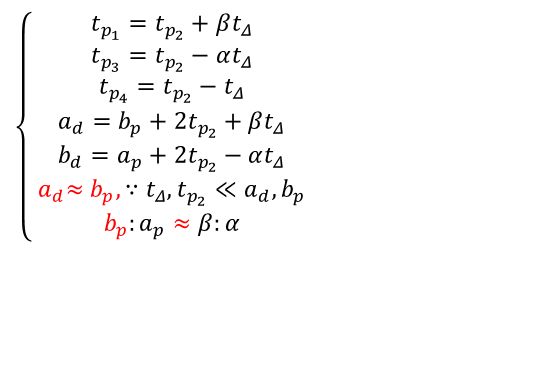 t_{p_1} = t_{p_2} + βt_Δ
t_{p_3} = t_{p_2} − αt_Δ
t_{p_4} = t_{p_2} − t_Δ
a_d = b_p + 2t_{p_2} + βt_Δ
b_d = a_p + 2t_{p_2} − αt_Δ
a_d ≈ b_p, ∵ t_Δ, t_{p_2} ≪ a_d, b_p
b_p : a_p ≈ β : α